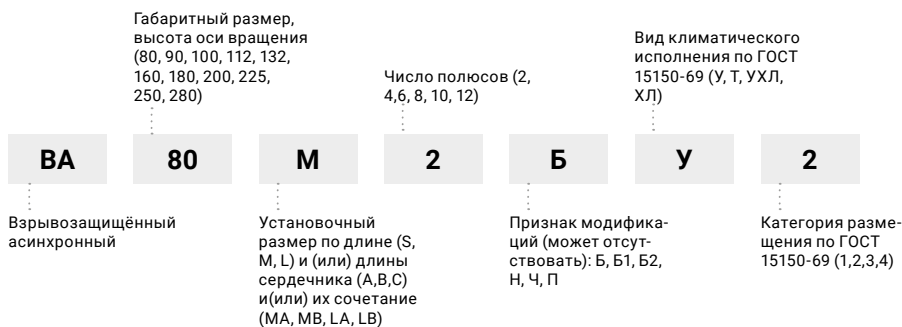 Габаритный размер,
высота оси вращения
(80, 90, 100, 112, 132,
160, 180, 200, 225,
250, 280)
Число полюсов (2,
4,6, 8, 10, 12)
Вид климатического
исполнения по ГОСТ
15150-69 (У, Т, УХЛ,
ХЛ)
ВА
80
М
2
Б
У
2
Взрывозащищённый
асинхронный
Установочный
размер по длине (S,
M, L) и (или) длины
сердечника (A,B,C)
и(или) их сочетание
(MA, MB, LA, LB)
Признак модифика-
ций (может отсут-
ствовать): Б, Б1, Б2,
Н, Ч, П
Категория разме-
щения по ГОСТ
15150-69 (1,2,3,4)